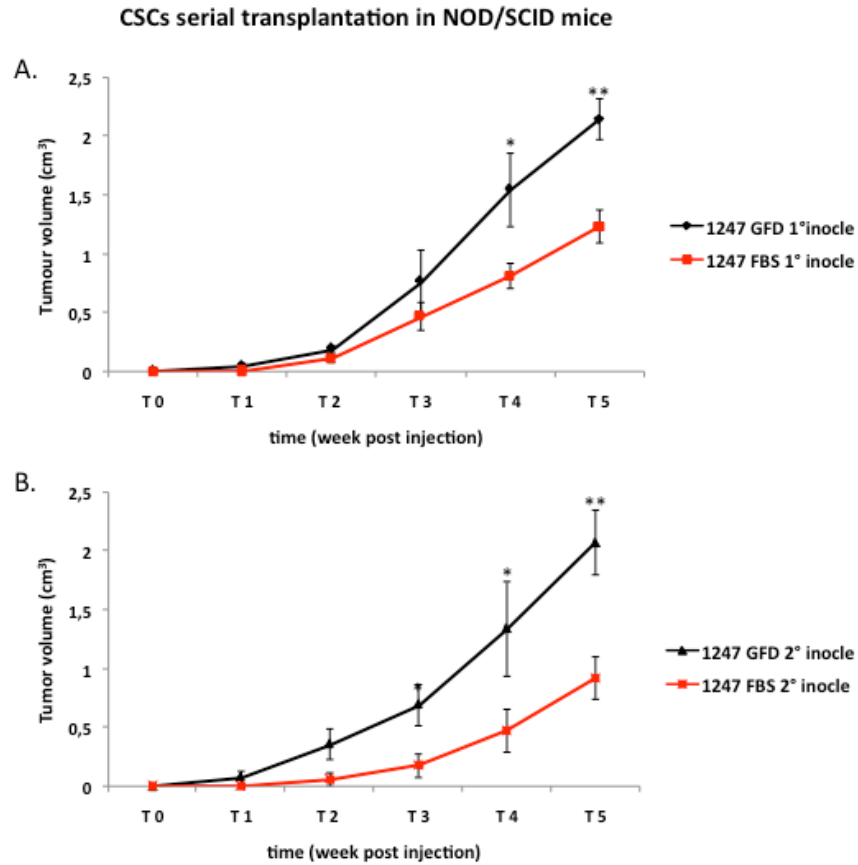 CSCs serial transplantation in NOD/SCID mice
A.
2,5
2
1,5
1
0,5
0
Tumour volume (cm³)
*
**
T 0 T 1 T 2 T 3 T 4 T 5
time (week post injection)
1247 GFD 1°inocle
1247 FBS 1° inocle
B.
2,5
2
1,5
1
0,5
0
Tumor volume (cm³)
*
*
**
T 0 T 1 T 2 T 3 T 4 T 5
time (week post injection)
1247 GFD 2° inocle
1247 FBS 2° inocle